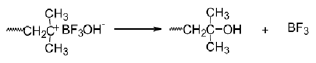 CH₃ CH₃
~CH₂C⁺BF₃OH⁻ ⟶ ~CH₂C-OH + BF₃
CH₃ CH₃